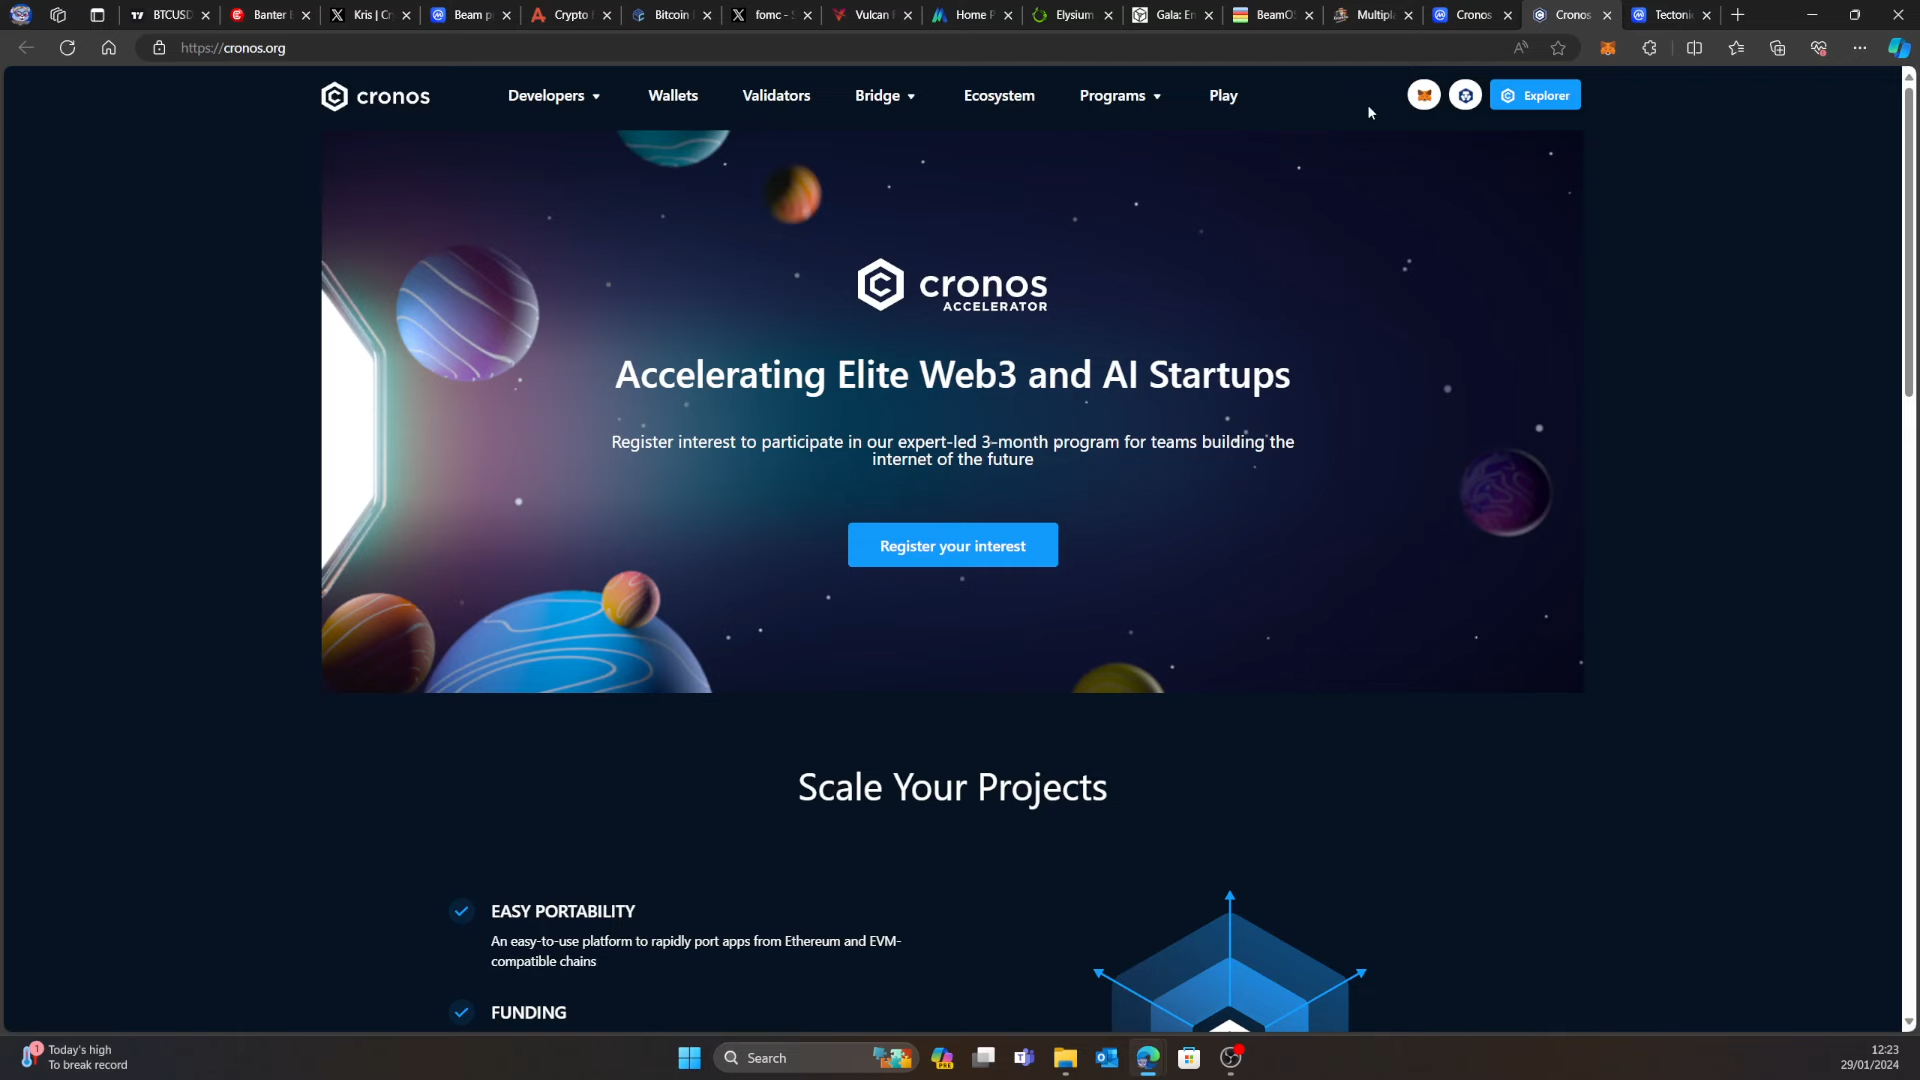 BTCUSD
Banter
Kris | C
Beam p
Crypto
Bitcoin
fomc - S
Vulcan
Home P
Elysium
Gala: En
BeamO
Multipl
Cronos
Cronos
Tectoni
https://cronos.org
cronos
Developers
Wallets
Validators
Bridge
Ecosystem
Programs
Play
Explorer
cronos
ACCELERATOR
Accelerating Elite Web3 and AI Startups
Register interest to participate in our expert-led 3-month program for teams building the
internet of the future
Register your interest
Scale Your Projects
EASY PORTABILITY
An easy-to-use platform to rapidly port apps from Ethereum and EVM-
compatible chains
FUNDING
1
Today's high
To break record
Search
PRE
12:23
29/01/2024